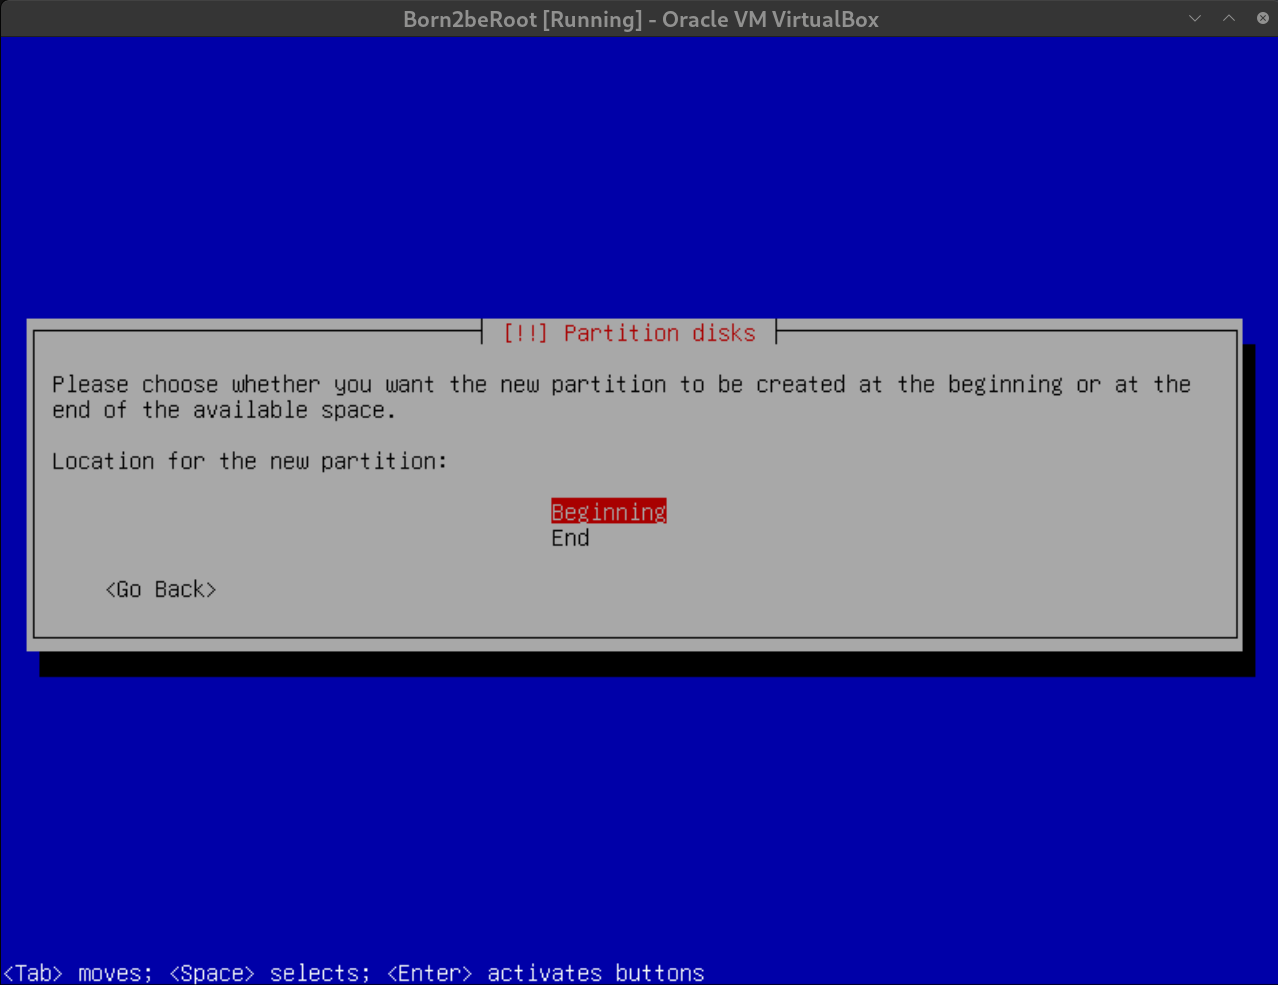 Born2beRoot [Running] - Oracle VM VirtualBox
[!!] Partition disks
Please choose whether you want the new partition to be created at the beginning or at the
end of the available space.
Location for the new partition:
Beginning
End
<Go Back>
<Tab> moves; <Space> selects; <Enter> activates buttons